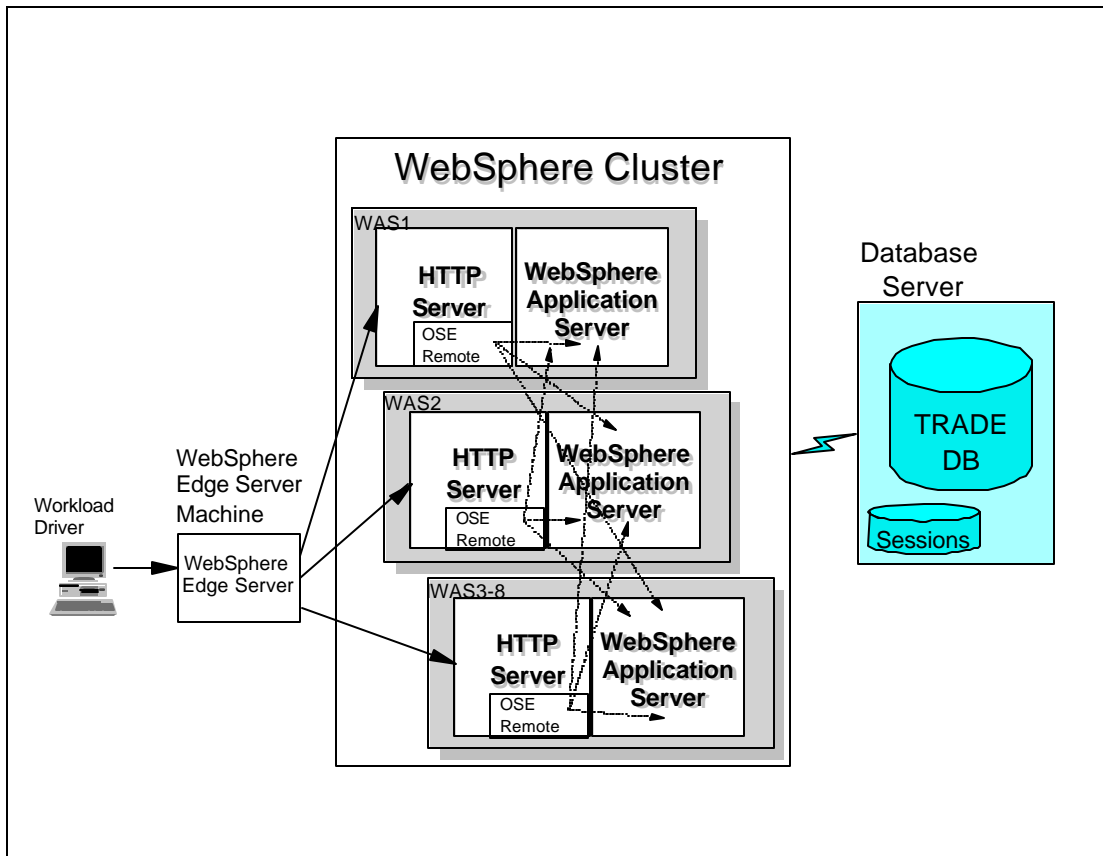 WebSphere Cluster
WAS1
HTTP
Server
OSE
Remote
WebSphere
Application
Server
WAS2
HTTP
Server
OSE
Remote
WebSphere
Application
Server
WAS3-8
HTTP
Server
OSE
Remote
WebSphere
Application
Server
Workload
Driver
WebSphere
Edge Server
Machine
WebSphere
Edge Server
Database
Server
TRADE
DB
Sessions